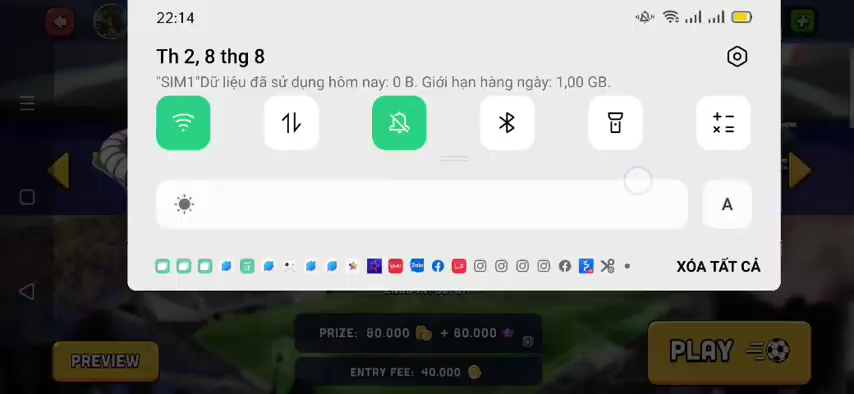 22:14
Th 2, 8 thg 8
"SIM1"Dữ liệu đã sử dụng hôm nay: 0 B. Giới hạn hàng ngày: 1,00 GB.
A
XÓA TẤT CẢ
PRIZE: 80.000 + 80.000
PREVIEW
PLAY
ENTRY FEE: 40.000